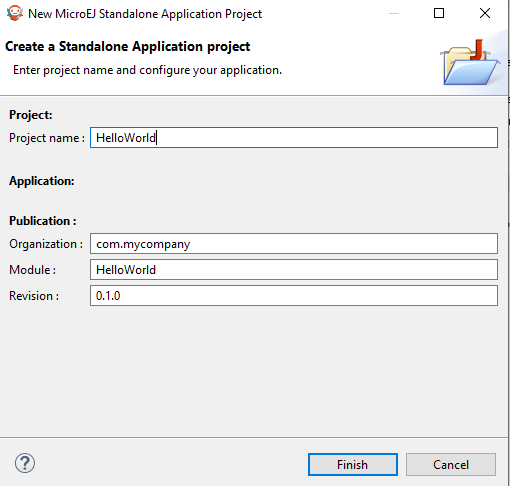 New MicroEJ Standalone Application Project
Create a Standalone Application project
Enter project name and configure your application.
Project:
Project name : HelloWorld
Application:
Publication :
Organization : com.mycompany
Module : HelloWorld
Revision : 0.1.0
? Finish Cancel